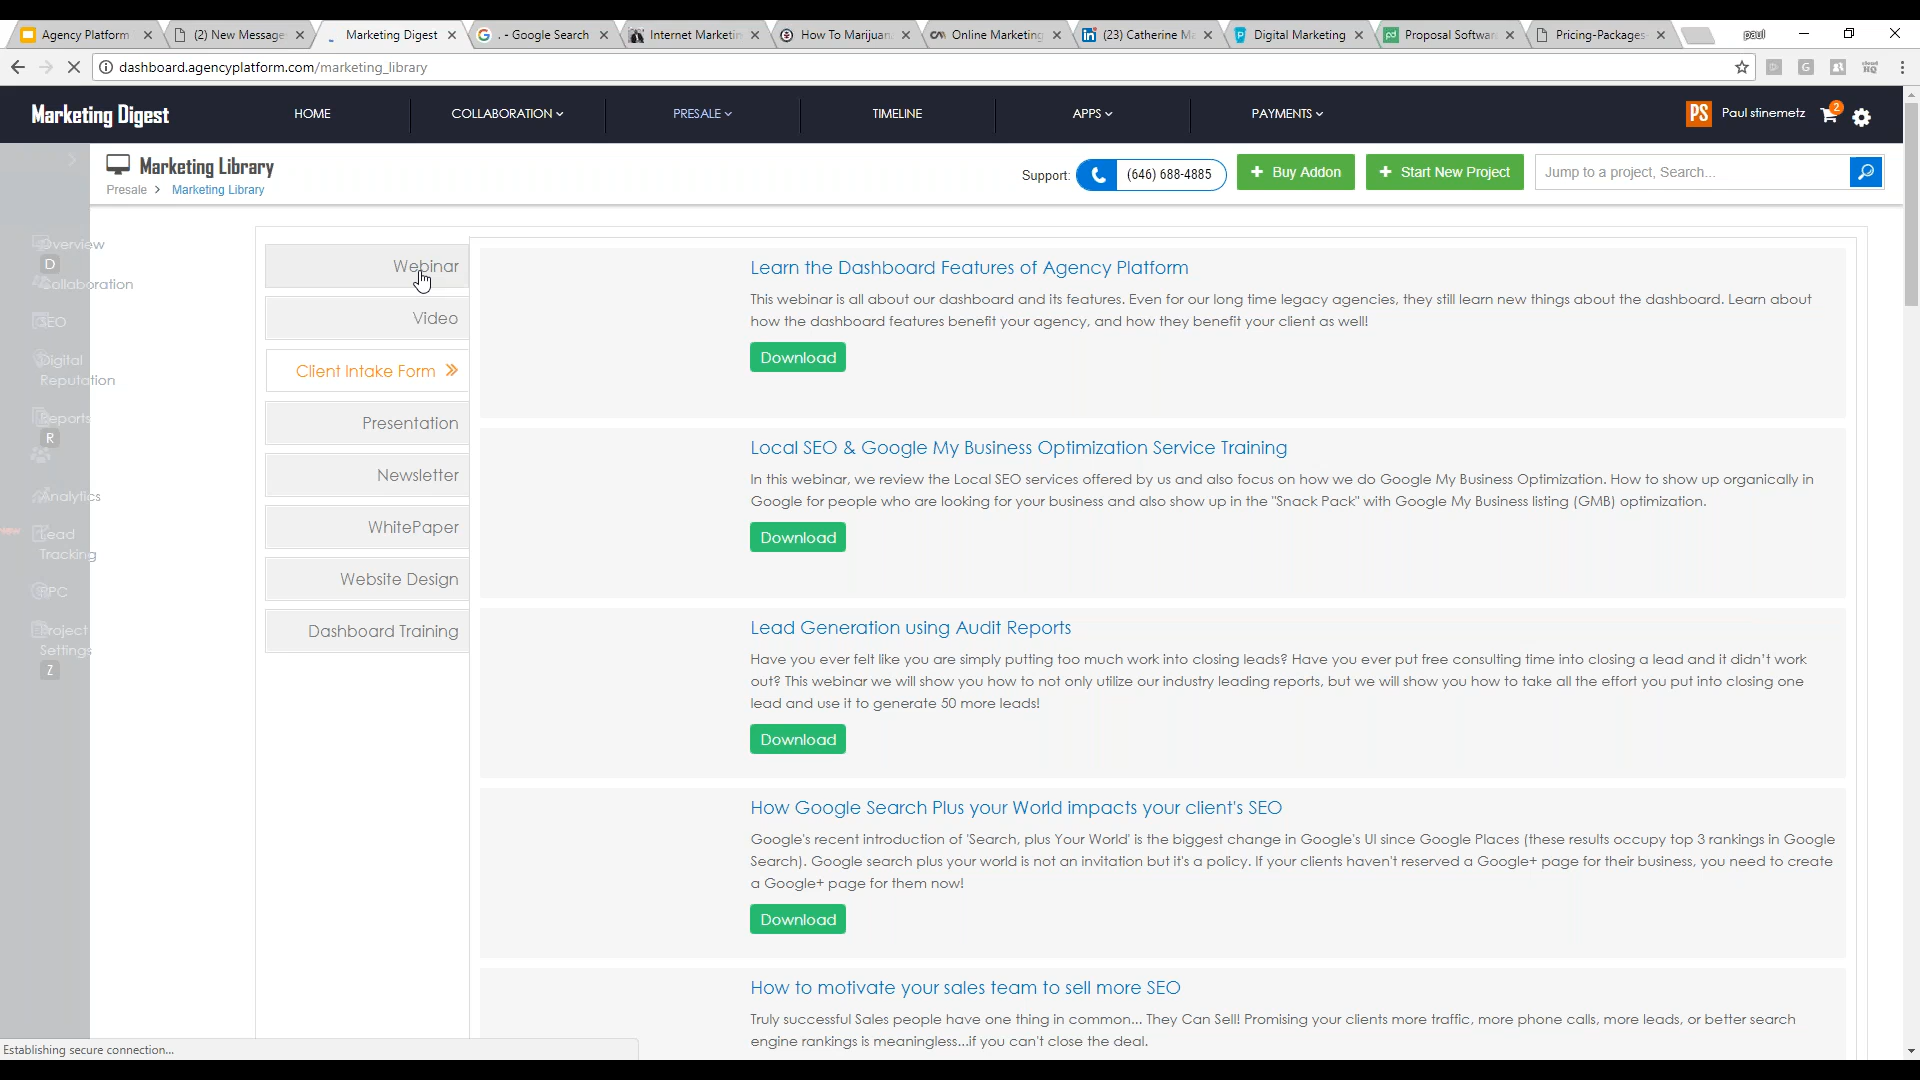 Agency Platform
(2) New Message
Marketing Digest
. - Google Search
Internet Marketin
How To Marijuan
Online Marketing
(23) Catherine M
Digital Marketing
Proposal Softwar
Pricing-Packages
paul
dashboard.agencyplatform.com/marketing_library
Marketing Digest
HOME
COLLABORATION
PRESALE
TIMELINE
APPS
PAYMENTS
PS
Paul stinemetz
2
Marketing Library
Presale > Marketing Library
Support:
(646) 688-4885
+ Buy Addon
+ Start New Project
Jump to a project, Search...
Overview
D
Collaboration
SEO
Digital
Reputation
Reports
R
Analytics
Lead
Tracking
PPC
Project
Settings
Z
Webinar
Video
Client Intake Form »
Presentation
Newsletter
WhitePaper
Website Design
Dashboard Training
Learn the Dashboard Features of Agency Platform
This webinar is all about our dashboard and its features. Even for our long time legacy agencies, they still learn new things about the dashboard. Learn about
how the dashboard features benefit your agency, and how they benefit your client as well!
Download
Local SEO & Google My Business Optimization Service Training
In this webinar, we review the Local SEO services offered by us and also focus on how we do Google My Business Optimization. How to show up organically in
Google for people who are looking for your business and also show up in the "Snack Pack" with Google My Business listing (GMB) optimization.
Download
Lead Generation using Audit Reports
Have you ever felt like you are simply putting too much work into closing leads? Have you ever put free consulting time into closing a lead and it didn't work
out? This webinar we will show you how to not only utilize our industry leading reports, but we will show you how to take all the effort you put into closing one
lead and use it to generate 50 more leads!
Download
How Google Search Plus your World impacts your client's SEO
Google's recent introduction of 'Search, plus Your World' is the biggest change in Google's UI since Google Places (these results occupy top 3 rankings in Google
Search). Google search plus your world is not an invitation but it's a policy. If your clients haven't reserved a Google+ page for their business, you need to create
a Google+ page for them now!
Download
How to motivate your sales team to sell more SEO
Truly successful Sales people have one thing in common... They Can Sell! Promising your clients more traffic, more phone calls, more leads, or better search
engine rankings is meaningless...if you can't close the deal.
Establishing secure connection...